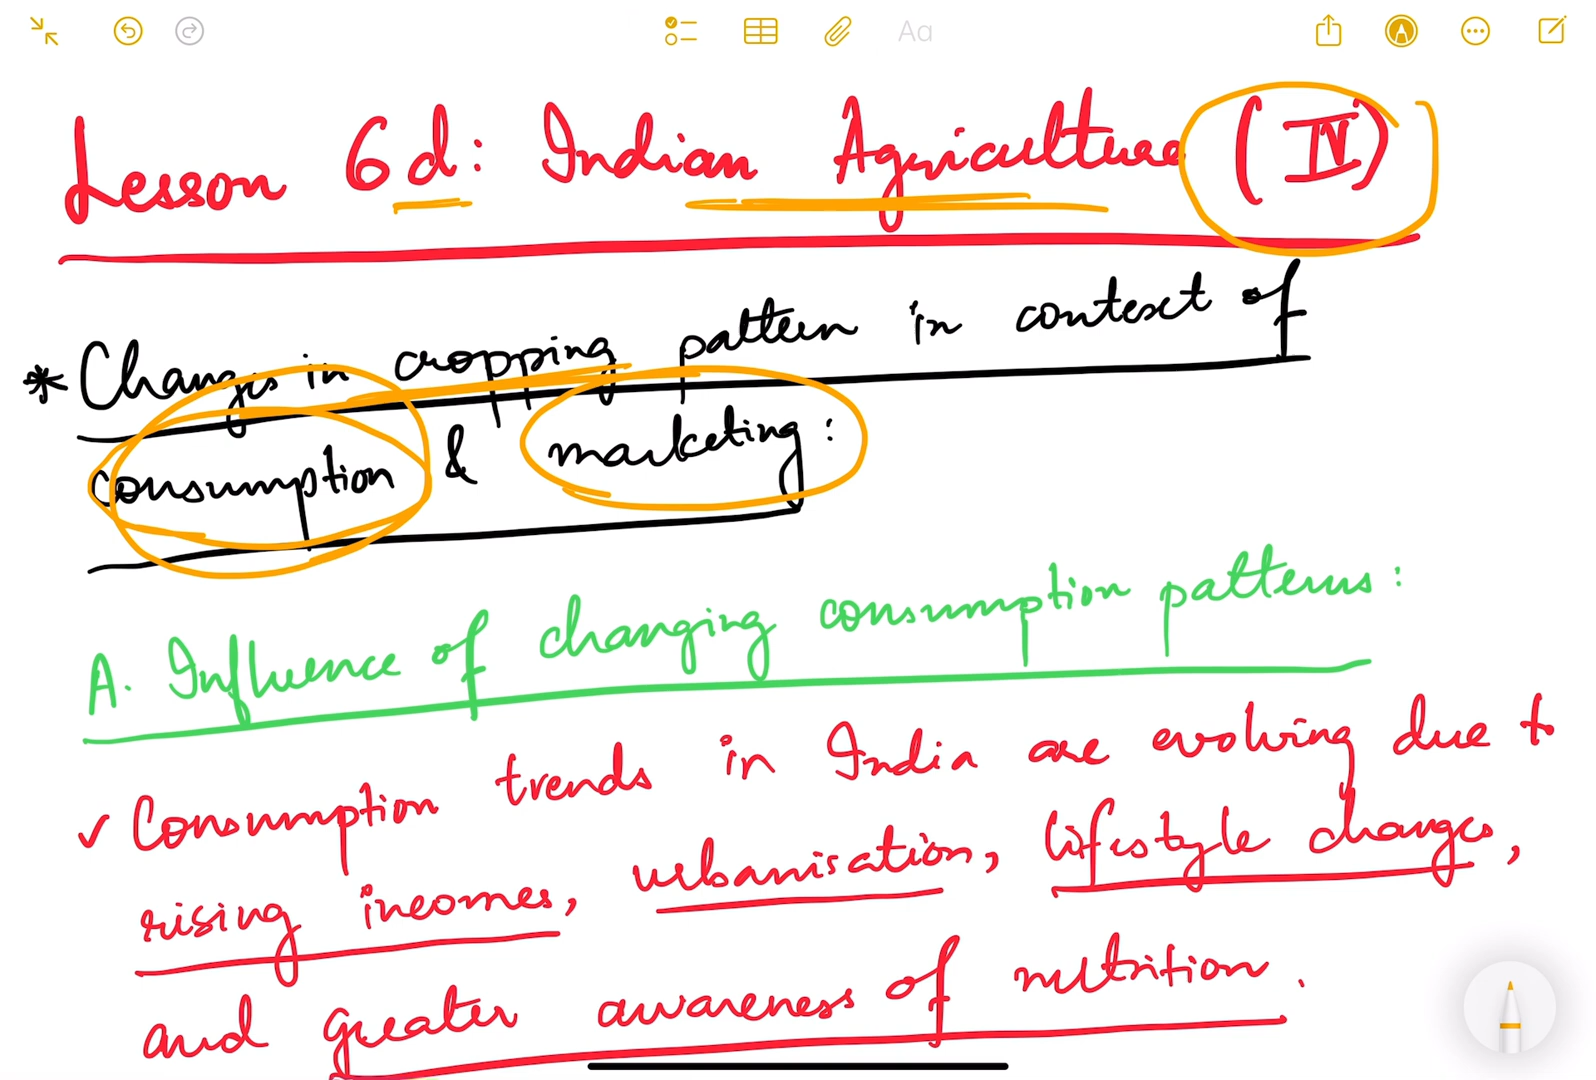 Aa
Lesson 6d: Indian Agriculture (IV)
* Changes in cropping pattern in context of
consumption & marketing:
A. Influence of changing consumption patterns:
✓ Consumption trends in India are evolving due to
rising incomes, urbanisation, lifestyle changes,
and greater awareness of nutrition.